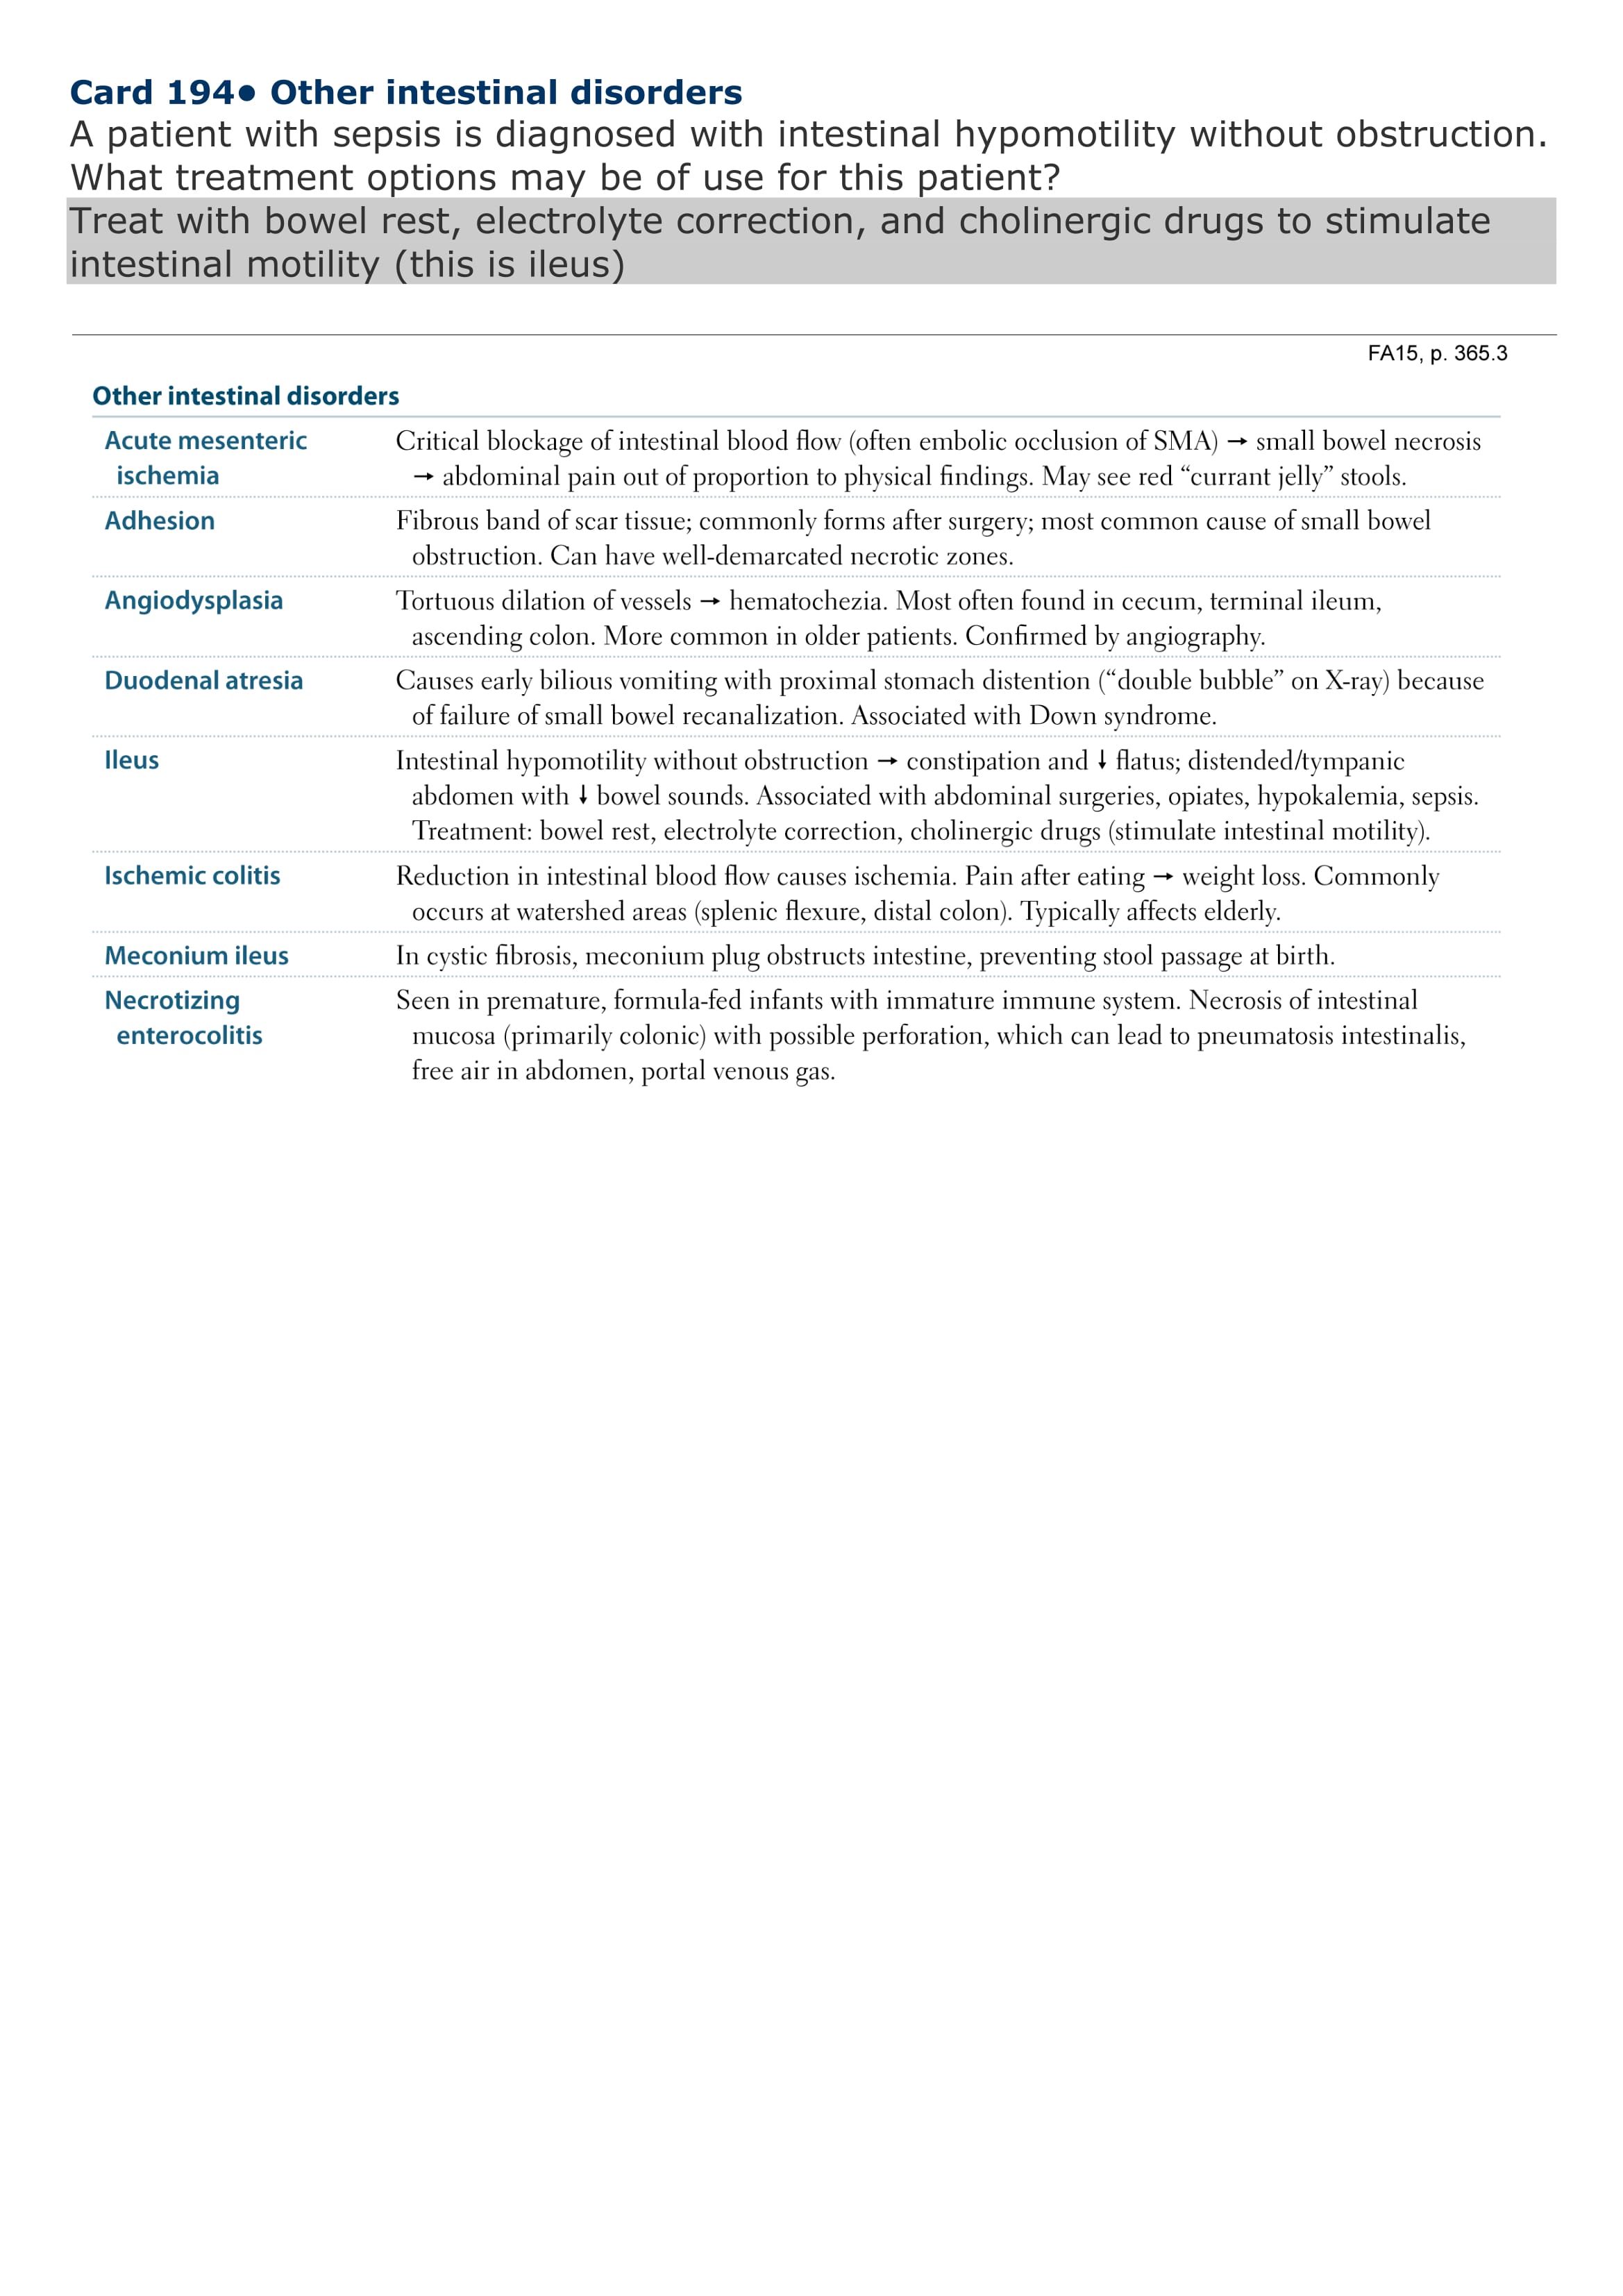 Card 194● Other intestinal disorders
A patient with sepsis is diagnosed with intestinal hypomotility without obstruction.
What treatment options may be of use for this patient?
Treat with bowel rest, electrolyte correction, and cholinergic drugs to stimulate
intestinal motility (this is ileus)
FA15, p. 365.3
Other intestinal disorders
Acute mesenteric ischemia
Critical blockage of intestinal blood flow (often embolic occlusion of SMA) → small bowel necrosis
→ abdominal pain out of proportion to physical findings. May see red “currant jelly” stools.
Adhesion
Fibrous band of scar tissue; commonly forms after surgery; most common cause of small bowel
obstruction. Can have well-demarcated necrotic zones.
Angiodysplasia
Tortuous dilation of vessels → hematochezia. Most often found in cecum, terminal ileum,
ascending colon. More common in older patients. Confirmed by angiography.
Duodenal atresia
Causes early bilious vomiting with proximal stomach distention (“double bubble” on X-ray) because
of failure of small bowel recanalization. Associated with Down syndrome.
Ileus
Intestinal hypomotility without obstruction → constipation and ↓ flatus; distended/tympanic
abdomen with ↓ bowel sounds. Associated with abdominal surgeries, opiates, hypokalemia, sepsis.
Treatment: bowel rest, electrolyte correction, cholinergic drugs (stimulate intestinal motility).
Ischemic colitis
Reduction in intestinal blood flow causes ischemia. Pain after eating → weight loss. Commonly
occurs at watershed areas (splenic flexure, distal colon). Typically affects elderly.
Meconium ileus
In cystic fibrosis, meconium plug obstructs intestine, preventing stool passage at birth.
Necrotizing enterocolitis
Seen in premature, formula-fed infants with immature immune system. Necrosis of intestinal
mucosa (primarily colonic) with possible perforation, which can lead to pneumatosis intestinalis,
free air in abdomen, portal venous gas.